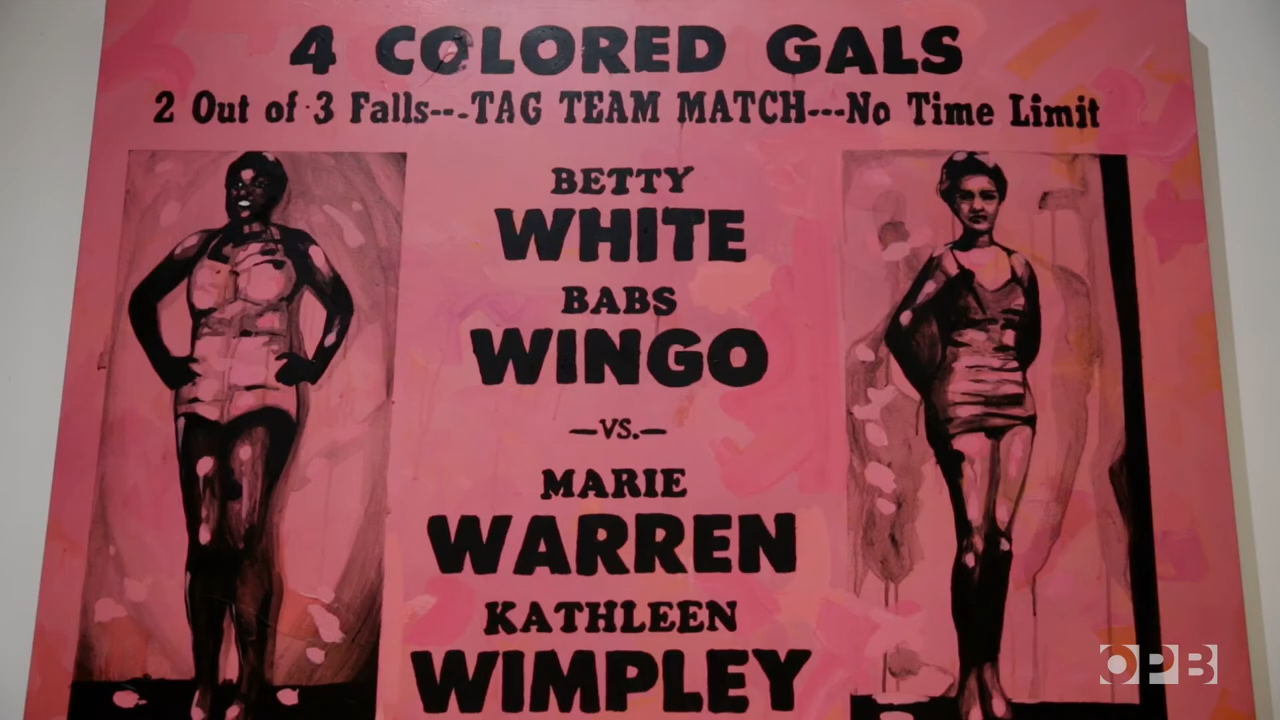 4 COLORED GALS
2 Out of 3 Falls---TAG TEAM MATCH---No Time Limit
BETTY
WHITE
BABS
WINGO
—VS.—
MARIE
WARREN
KATHLEEN
WIMPLEY
OPB